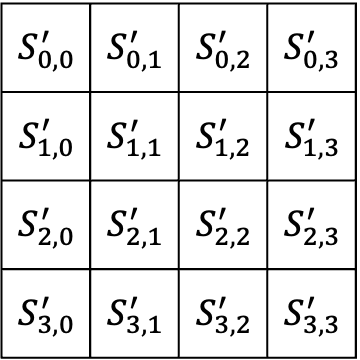 S′0,0 S′0,1 S′0,2 S′0,3
S′1,0 S′1,1 S′1,2 S′1,3
S′2,0 S′2,1 S′2,2 S′2,3
S′3,0 S′3,1 S′3,2 S′3,3